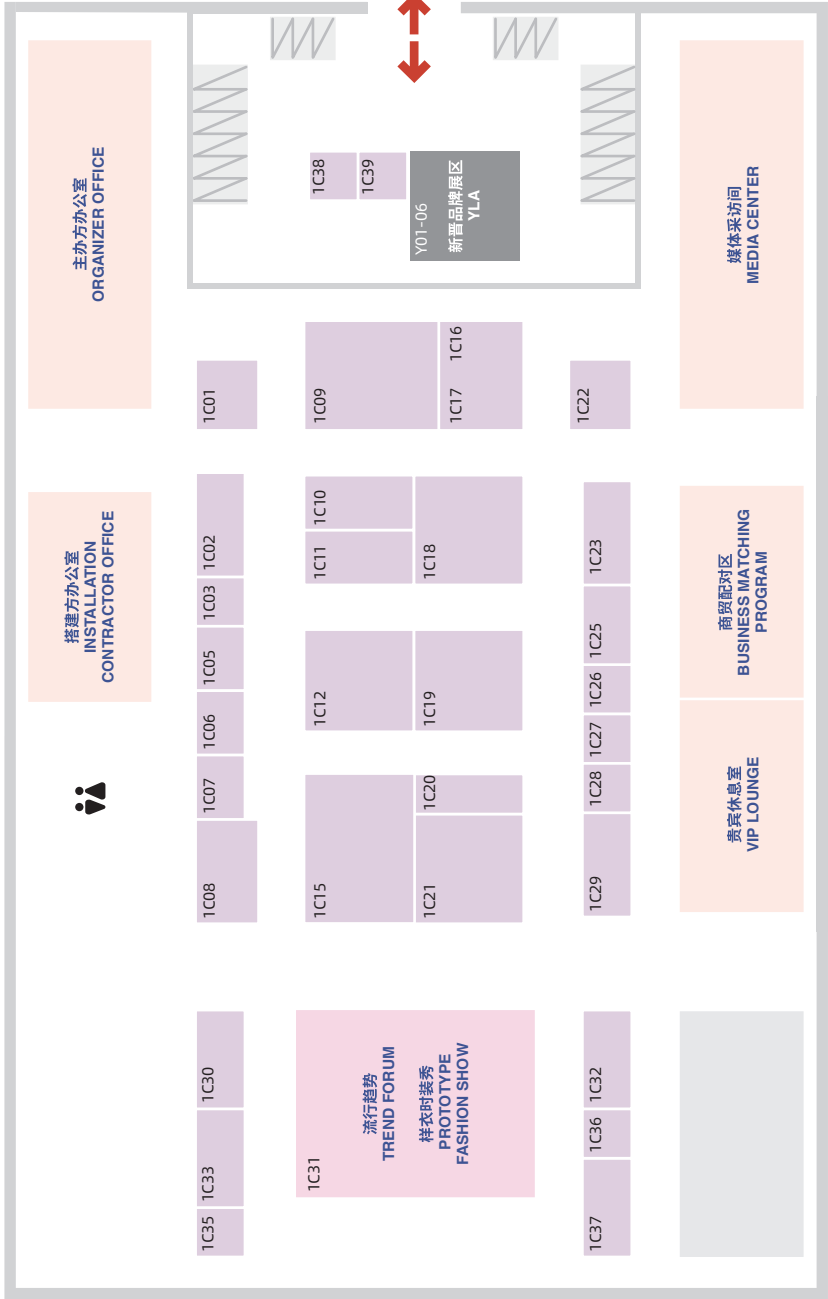 主办方办公室
ORGANIZER OFFICE
1C38
1C39
Y01-06
新晋品牌展区
YLA
媒体采访间
MEDIA CENTER
1C01
1C09
1C16
1C17
1C22
搭建方办公室
INSTALLATION
CONTRACTOR OFFICE
1C02
1C03
1C05
1C06
1C07
1C08
1C10
1C11
1C18
1C12
1C19
1C15
1C20
1C21
1C23
1C25
1C26
1C27
1C28
1C29
商贸配对区
BUSINESS MATCHING
PROGRAM
贵宾休息室
VIP LOUNGE
1C30
1C33
1C35
1C31
流行趋势
TREND FORUM
样衣时装秀
PROTOTYPE
FASHION SHOW
1C32
1C36
1C37